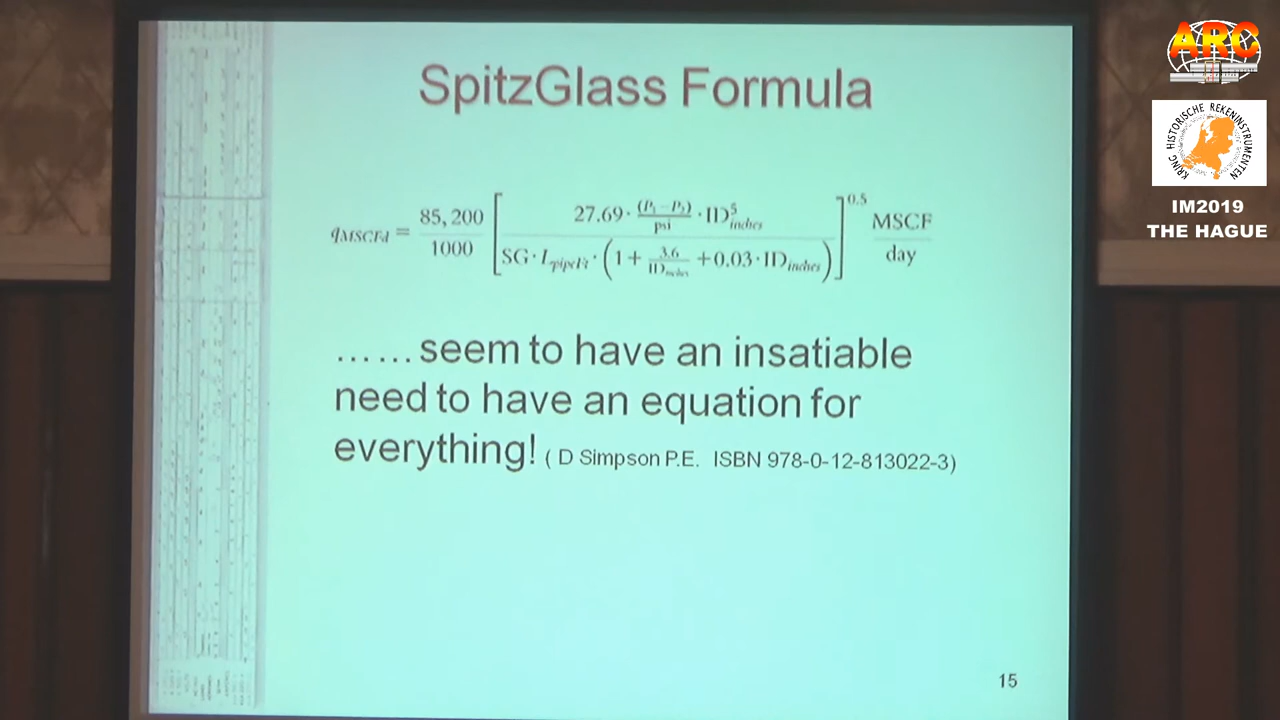 SpitzGlass Formula
q_MSCFd = 85,200/1000 [ 27.69 · (P₁ − P₂)/psi · ID⁵_inches / SG · L_pipeFt · (1 + 3.6/ID_inches + 0.03 · ID_inches) ]^0.5 MSCF/day
...... seem to have an insatiable
need to have an equation for
everything! ( D Simpson P.E. ISBN 978-0-12-813022-3)
15
ARC
KRING HISTORISCHE REKENINSTRUMENTEN
IM2019
THE HAGUE